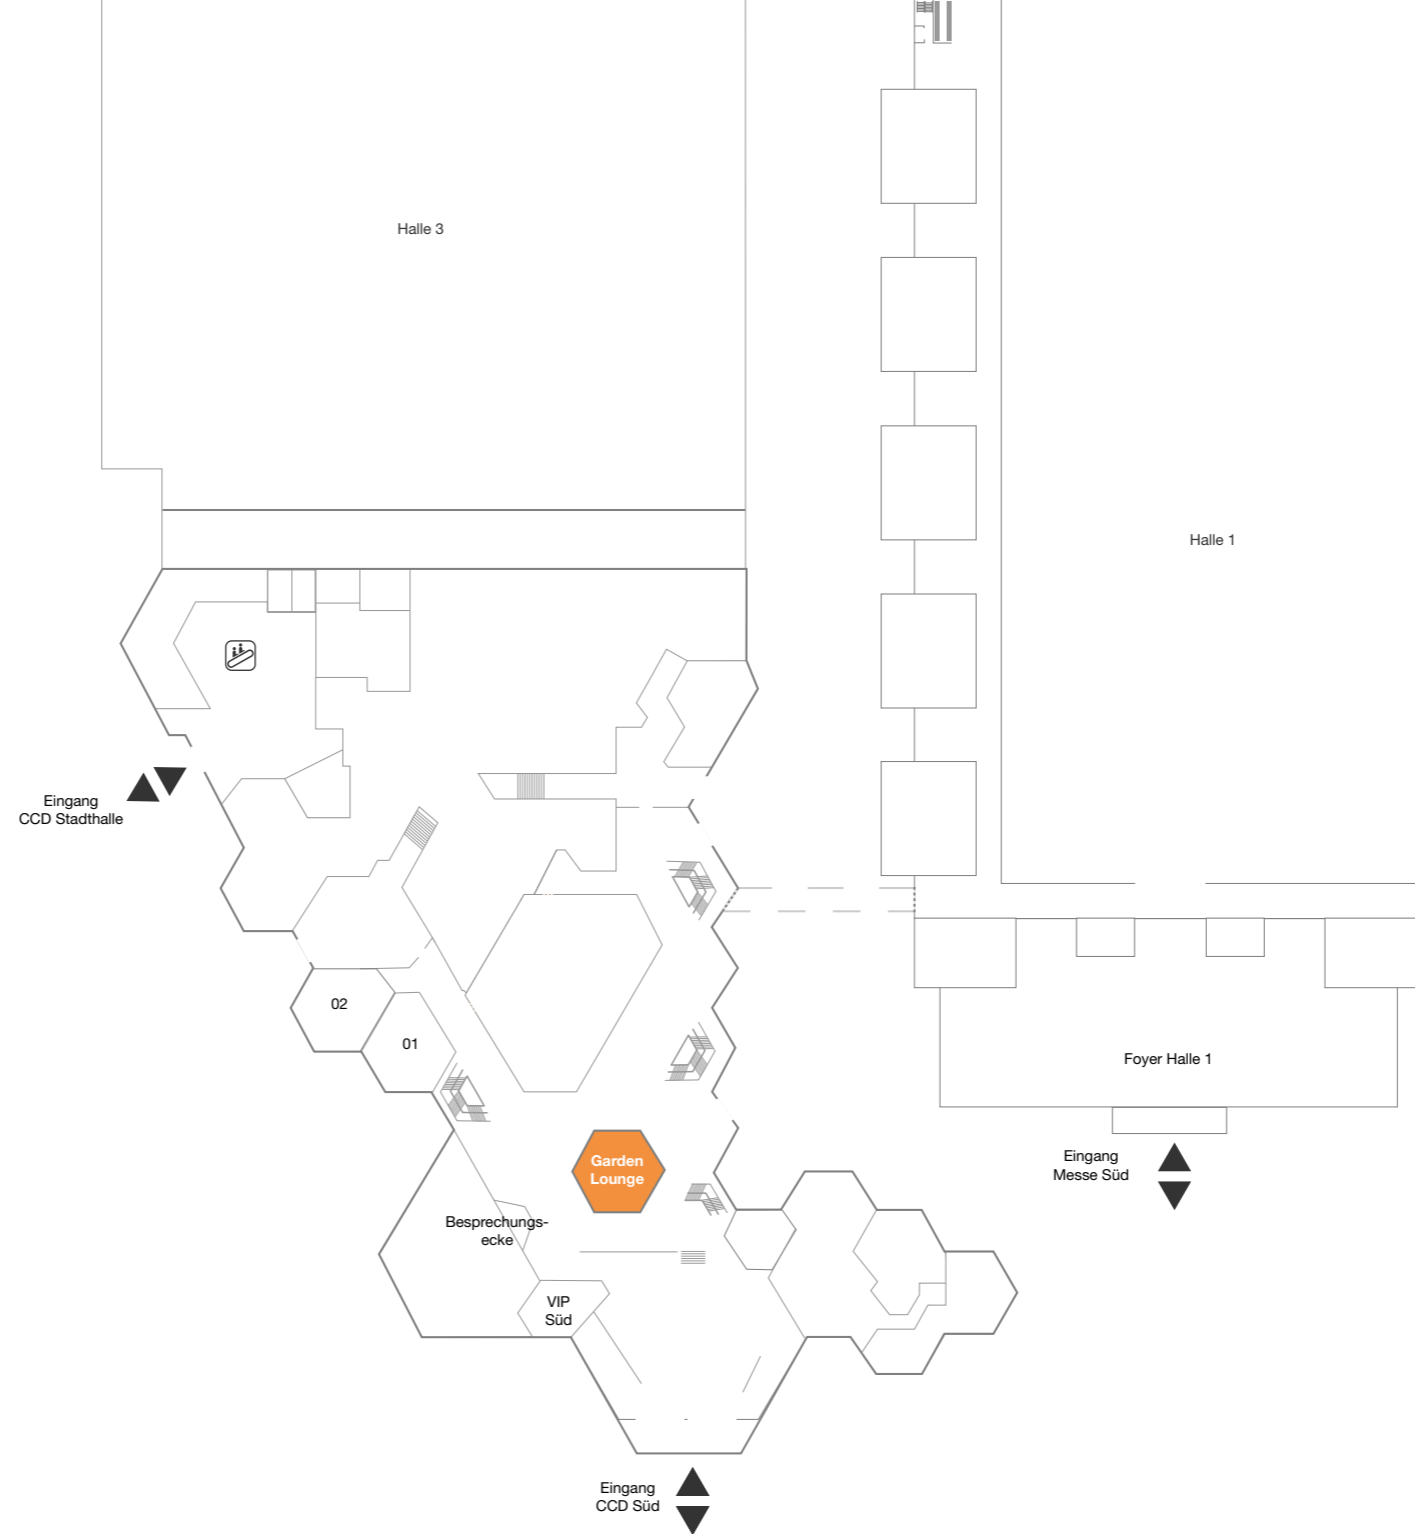 Halle 3
Halle 1
Eingang
CCD Stadthalle
02
01
Foyer Halle 1
Eingang
Messe Süd
Garden
Lounge
Besprechungs-
ecke
VIP
Süd
Eingang
CCD Süd